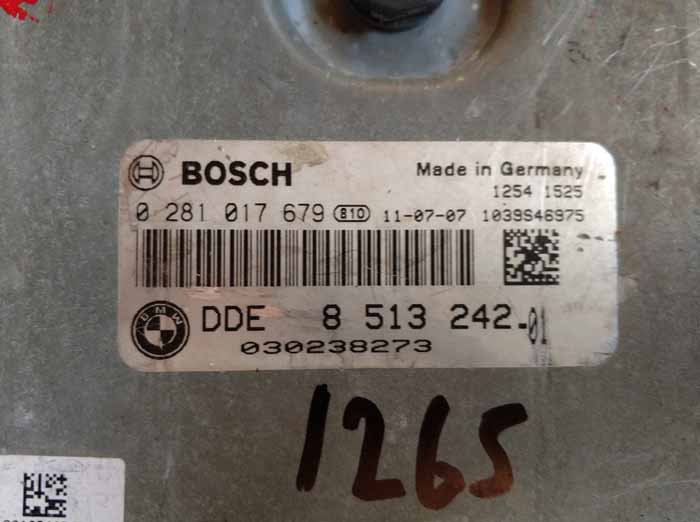 BOSCH
Made in Germany
1254 1525
0 281 017 679 810 11-07-07 1039S46975
BMW
DDE 8 513 242.01
030238273
1265